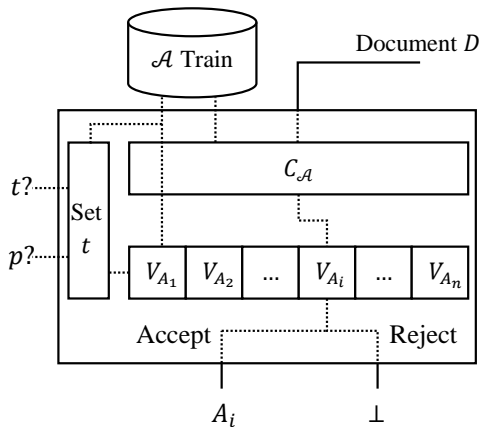 𝒜 Train
Document D
C_𝒜
t?
Set
t
p?
V_{A_1} V_{A_2} ... V_{A_i} ... V_{A_n}
Accept Reject
A_i ⊥